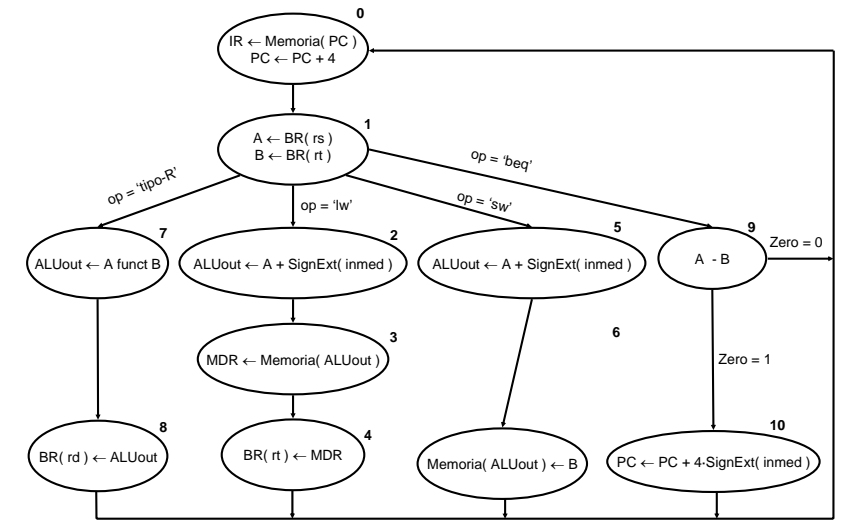 0
IR ← Memoria( PC )
PC ← PC + 4
1
A ← BR( rs )
B ← BR( rt )
op = 'tipo-R'
op = 'lw'
op = 'sw'
op = 'beq'
7
ALUout ← A funct B
2
ALUout ← A + SignExt( inmed )
5
ALUout ← A + SignExt( inmed )
9
A - B
Zero = 0
3
MDR ← Memoria( ALUout )
6
Zero = 1
8
BR( rd ) ← ALUout
4
BR( rt ) ← MDR
Memoria( ALUout ) ← B
10
PC ← PC + 4·SignExt( inmed )